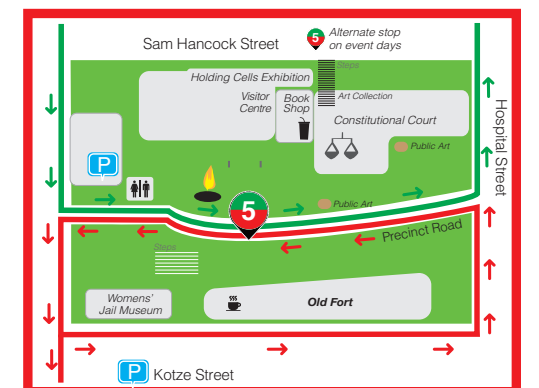 Sam Hancock Street
5
Alternate stop
on event days
Steps
Holding Cells Exhibition
Visitor
Centre
Book
Shop
Art Collection
Constitutional Court
Public Art
Hospital Street
P
Public Art
5
Precinct Road
Steps
Womens'
Jail Museum
Old Fort
P
Kotze Street